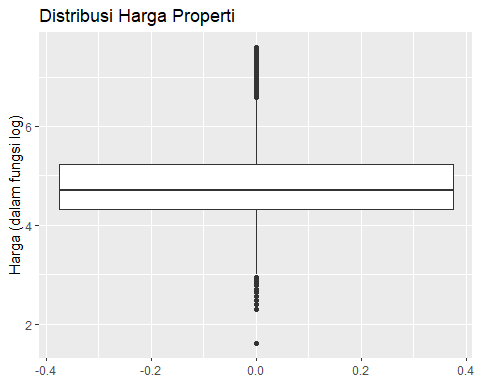 Distribusi Harga Properti
Harga (dalam fungsi log)
6
4
2
-0.4 -0.2 0.0 0.2 0.4